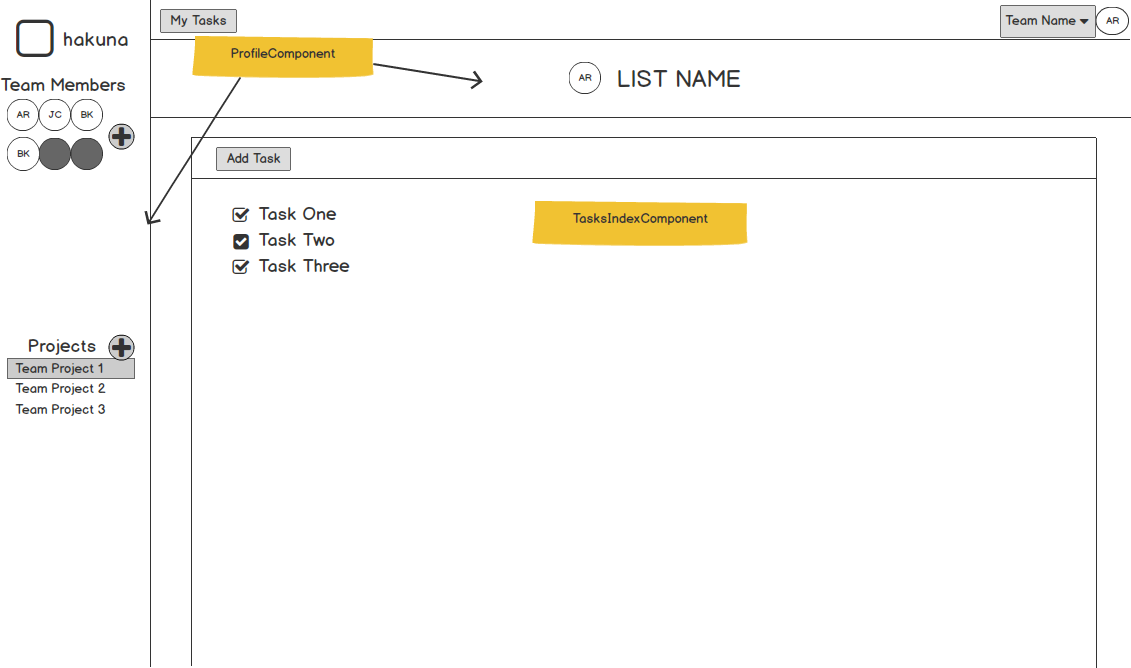 hakuna
Team Members
AR JC BK
BK
Projects
Team Project 1
Team Project 2
Team Project 3
My Tasks
Team Name
AR
ProfileComponent
AR LIST NAME
Add Task
Task One
Task Two
Task Three
TasksIndexComponent